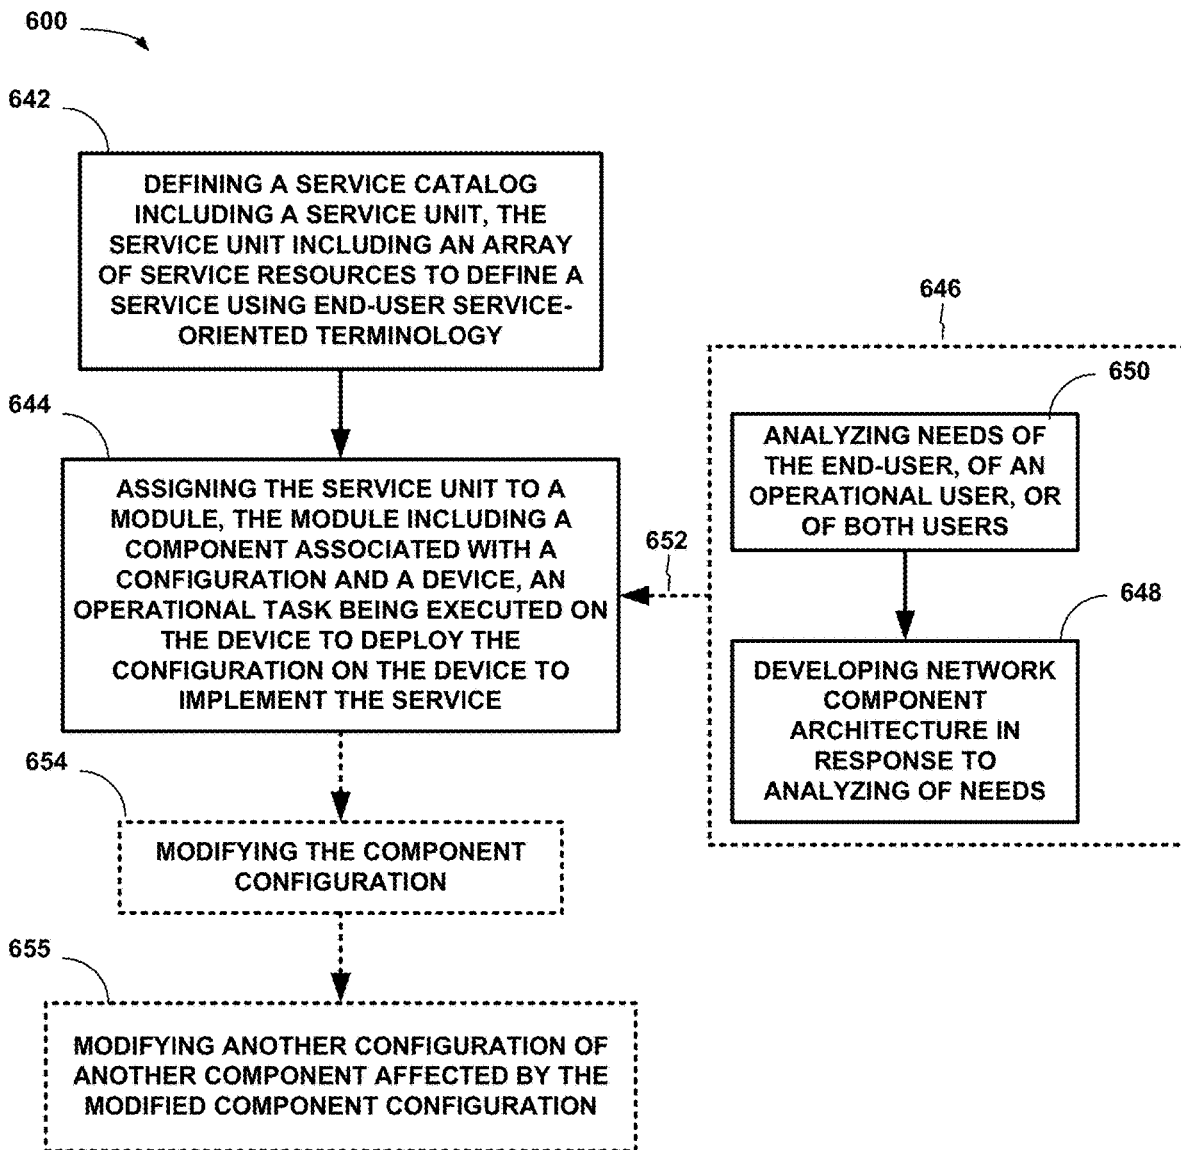 600
642
DEFINING A SERVICE CATALOG
INCLUDING A SERVICE UNIT, THE
SERVICE UNIT INCLUDING AN ARRAY
OF SERVICE RESOURCES TO DEFINE A
SERVICE USING END-USER SERVICE-
ORIENTED TERMINOLOGY
644
ASSIGNING THE SERVICE UNIT TO A
MODULE, THE MODULE INCLUDING A
COMPONENT ASSOCIATED WITH A
CONFIGURATION AND A DEVICE, AN
OPERATIONAL TASK BEING EXECUTED ON
THE DEVICE TO DEPLOY THE
CONFIGURATION ON THE DEVICE TO
IMPLEMENT THE SERVICE
646
650
ANALYZING NEEDS OF
THE END-USER, OF AN
OPERATIONAL USER, OR
OF BOTH USERS
652
648
DEVELOPING NETWORK
COMPONENT
ARCHITECTURE IN
RESPONSE TO
ANALYZING OF NEEDS
654
MODIFYING THE COMPONENT
CONFIGURATION
655
MODIFYING ANOTHER CONFIGURATION OF
ANOTHER COMPONENT AFFECTED BY THE
MODIFIED COMPONENT CONFIGURATION